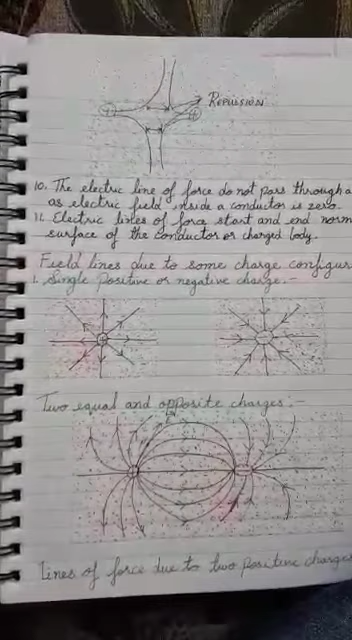 REPULSION
10. The electric line of force do not pass through a
as electric field inside a conductor is zero.
11. Electric lines of force start and end norm
surface of the conductor or charged body.
Field lines due to some charge configur
1. Single positive or negative charge:-
Two equal and opposite charges:-
Lines of force due to two positive charges